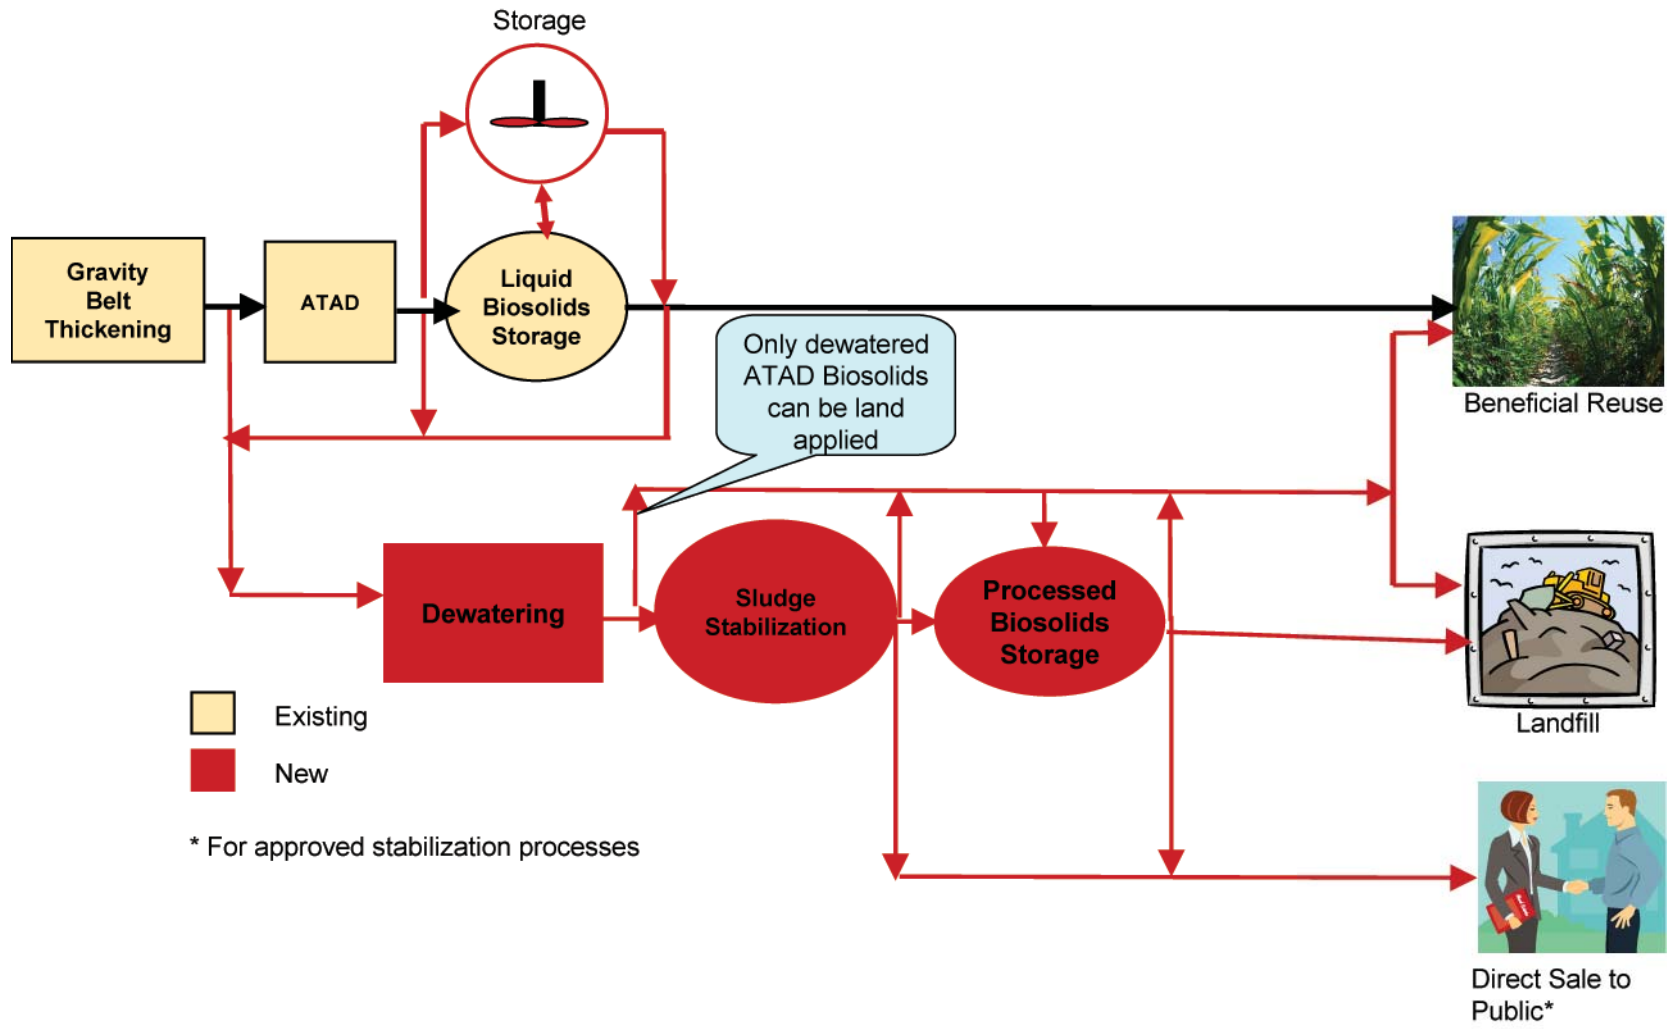 Storage
Gravity
Belt
Thickening
ATAD
Liquid
Biosolids
Storage
Only dewatered
ATAD Biosolids
can be land
applied
Beneficial Reuse
Dewatering
Sludge
Stabilization
Processed
Biosolids
Storage
Landfill
Existing
New
* For approved stabilization processes
Direct Sale to
Public*